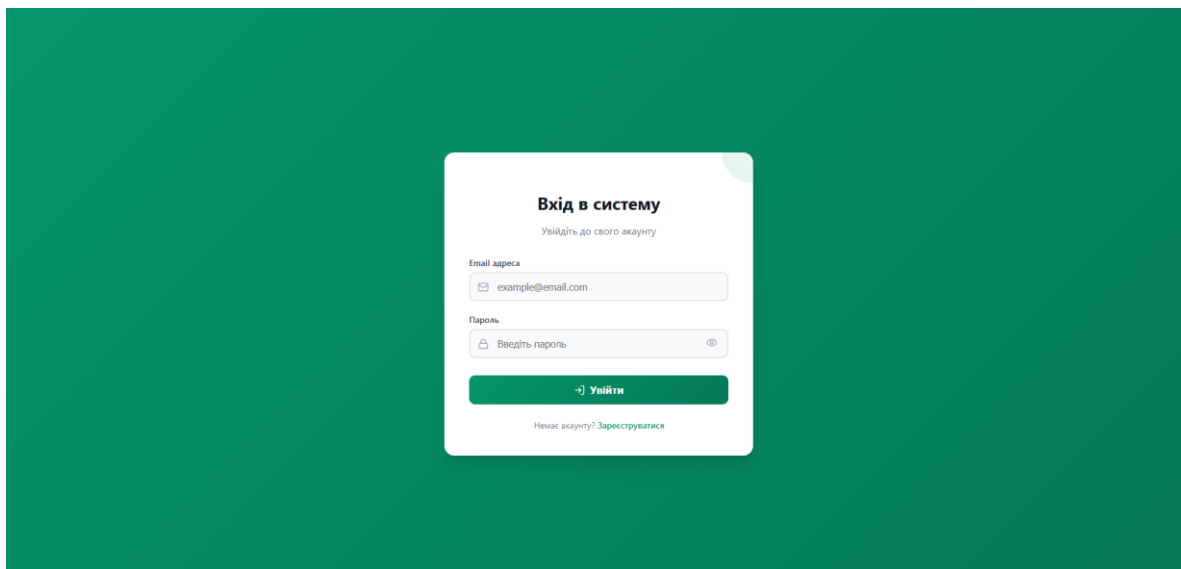 Вхід в систему
Увійдіть до свого акаунту
Email адреса
example@email.com
Пароль
Введіть пароль
Увійти
Немає акаунту? Зареєструватися